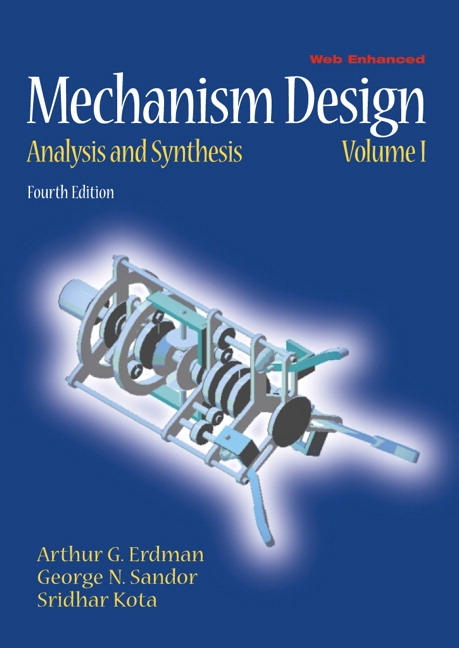 Web Enhanced
Mechanism Design
Analysis and Synthesis Volume I
Fourth Edition
Arthur G. Erdman
George N. Sandor
Sridhar Kota